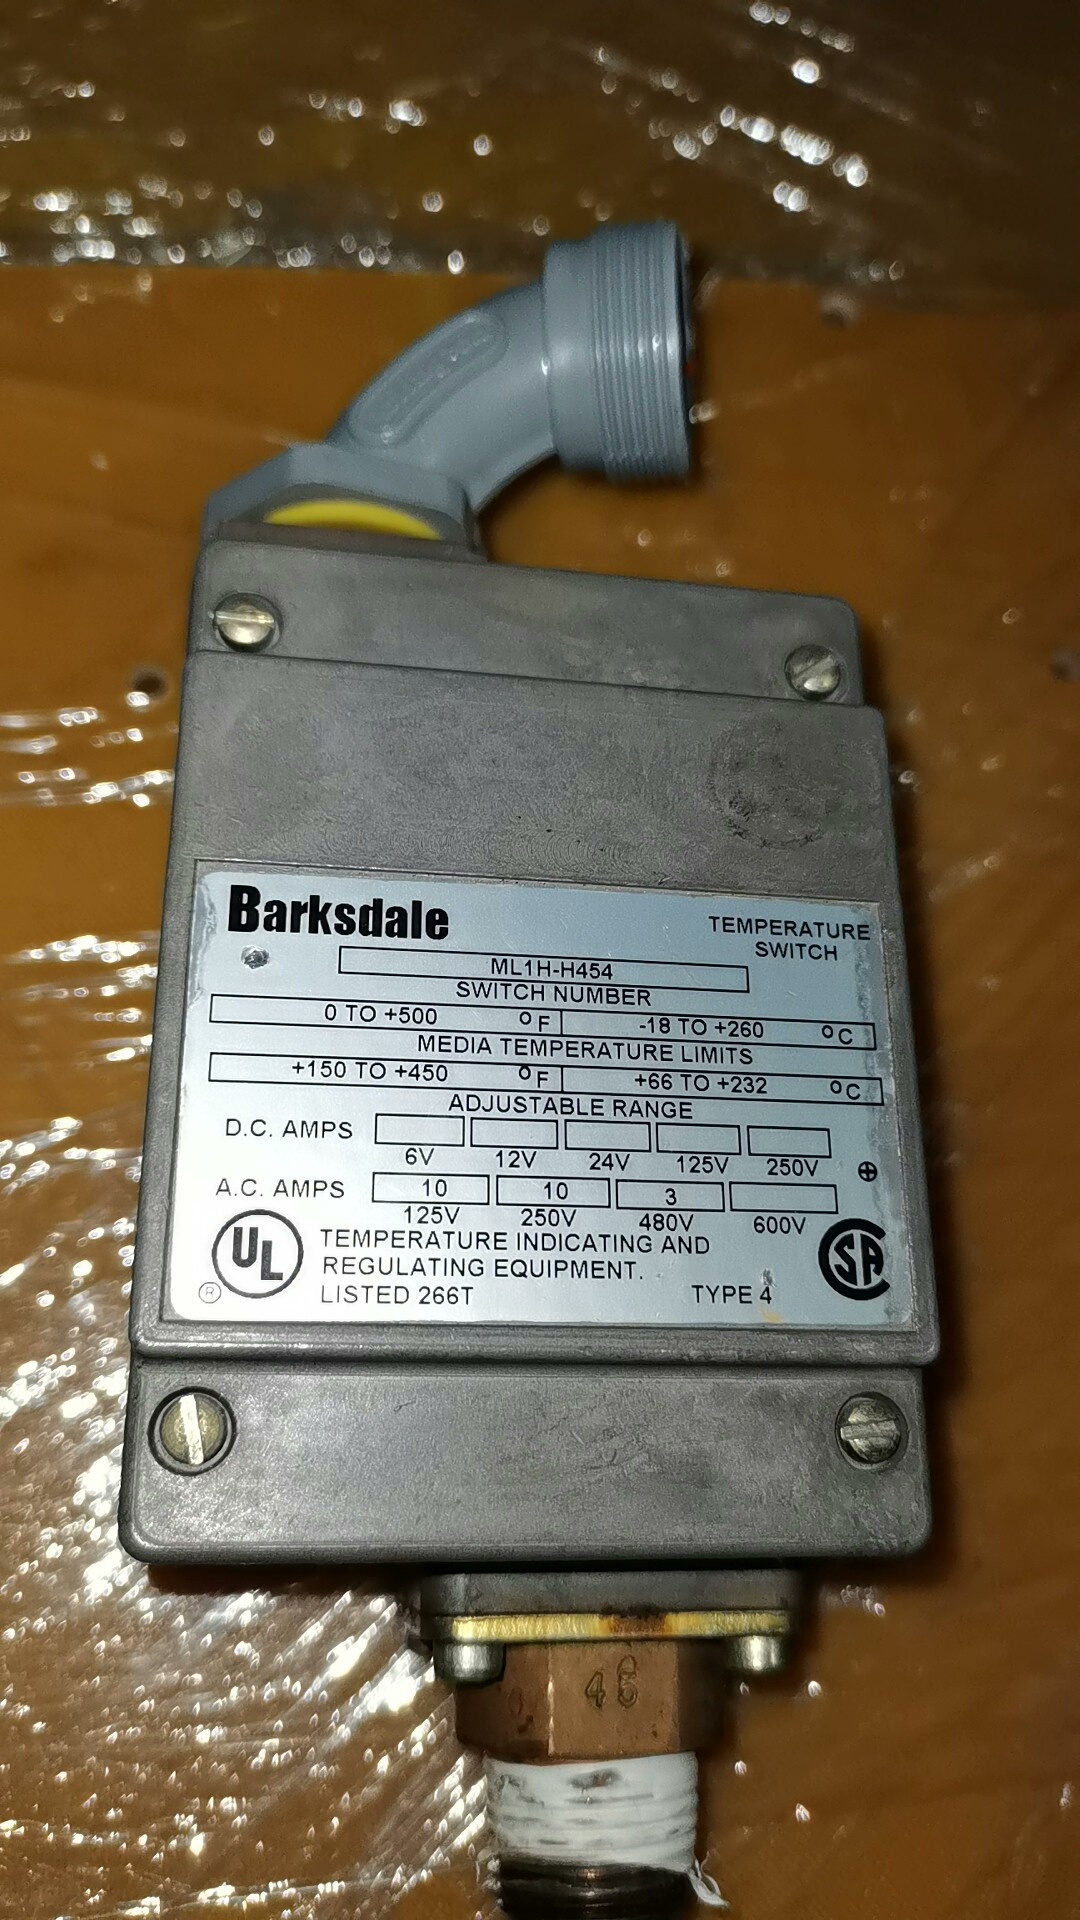 Barksdale
TEMPERATURE
SWITCH
ML1H-H454
SWITCH NUMBER
0 TO +500 °F -18 TO +260 °C
MEDIA TEMPERATURE LIMITS
+150 TO +450 °F +66 TO +232 °C
ADJUSTABLE RANGE
D.C. AMPS
6V 12V 24V 125V 250V
A.C. AMPS 10 10 3
125V 250V 480V 600V
UL
®
TEMPERATURE INDICATING AND
REGULATING EQUIPMENT.
LISTED 266T TYPE 4
SA
46